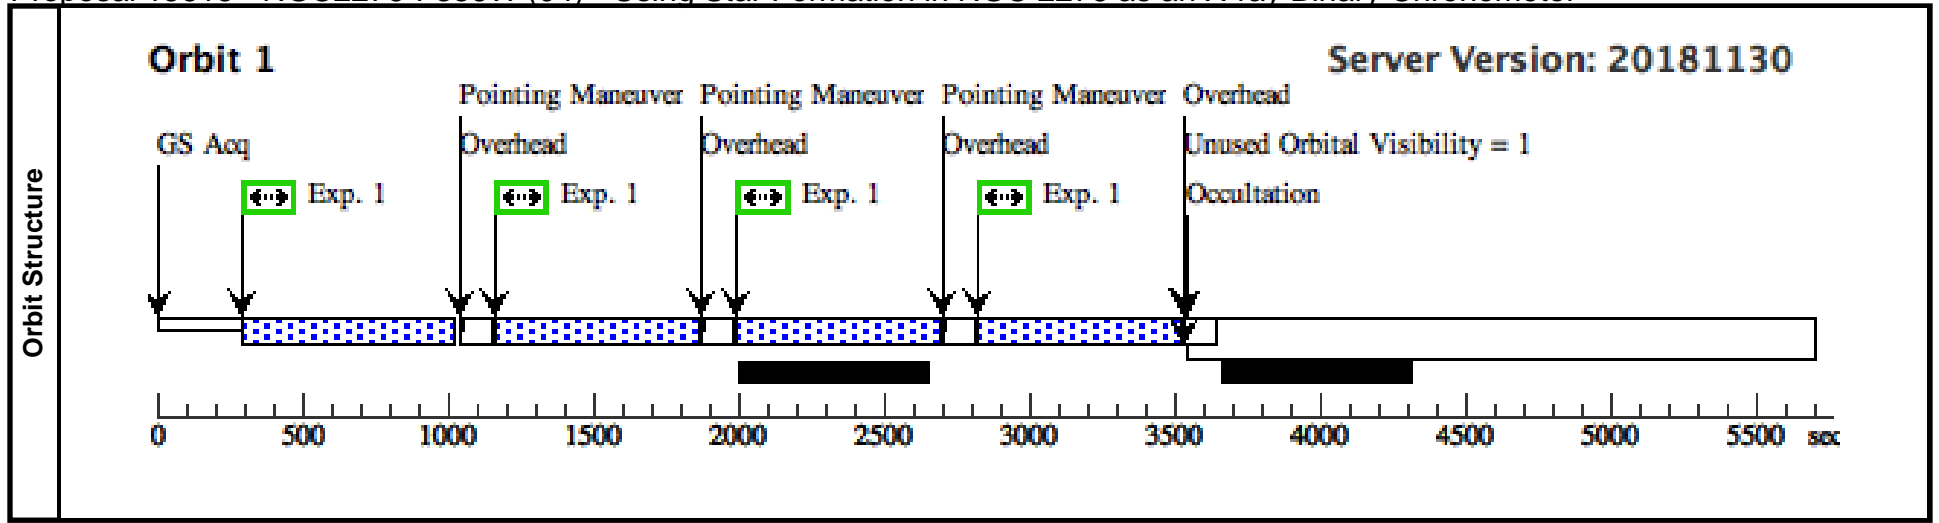 Orbit Structure
Orbit 1
Server Version: 20181130
Pointing Maneuver Pointing Maneuver Pointing Maneuver Overhead
GS Acq Overhead Overhead Overhead Unused Orbital Visibility = 1
Exp. 1 Exp. 1 Exp. 1 Exp. 1 Occultation
0 500 1000 1500 2000 2500 3000 3500 4000 4500 5000 5500 sec